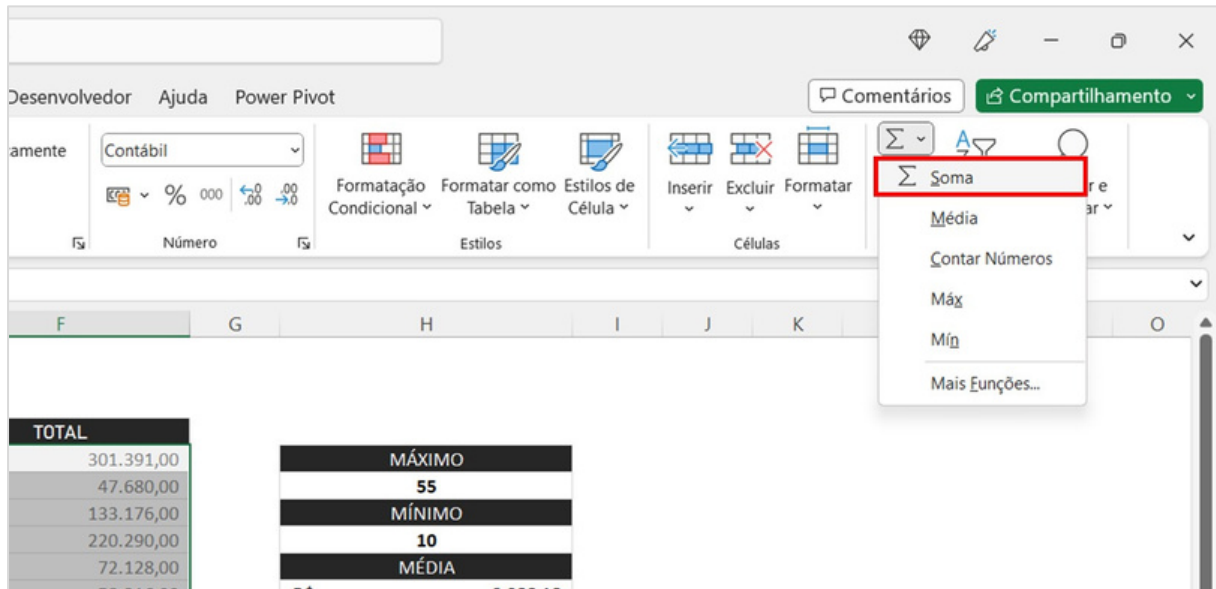 Desenvolvedor Ajuda Power Pivot
Comentários Compartilhamento
amente
Contábil
% 000
Formatação Condicional
Formatar como Tabela
Estilos de Célula
Inserir Excluir Formatar
Número
Estilos
Células
Soma
Média
Contar Números
Máx
Mín
Mais Funções...
F G H I J K O
TOTAL
301.391,00
47.680,00
133.176,00
220.290,00
72.128,00
MÁXIMO
55
MÍNIMO
10
MÉDIA